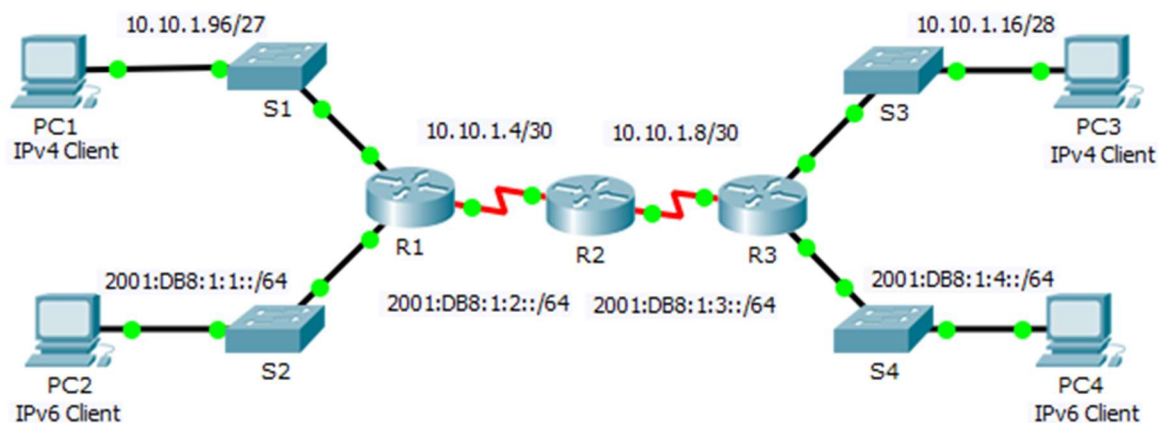 10.10.1.96/27
10.10.1.16/28
S1
S3
PC1
IPv4 Client
10.10.1.4/30
10.10.1.8/30
PC3
IPv4 Client
R1
R2
R3
2001:DB8:1:1::/64
2001:DB8:1:2::/64
2001:DB8:1:3::/64
2001:DB8:1:4::/64
S2
S4
PC2
IPv6 Client
PC4
IPv6 Client